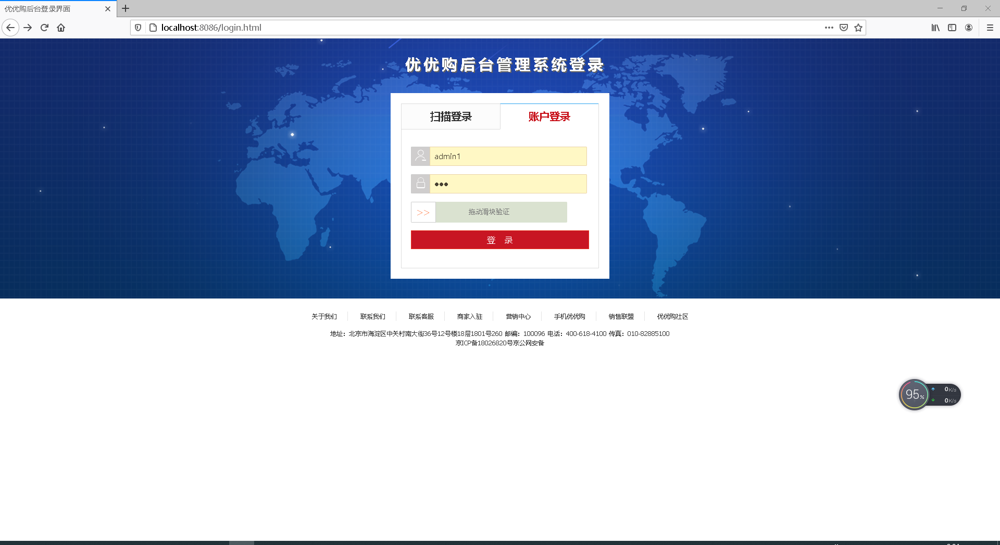 优优购后台登录界面
localhost:8086/login.html
优优购后台管理系统登录
扫描登录 账户登录
admin1
●●●
>> 拖动滑块验证
登 录
关于我们 联系我们 联系客服 商家入驻 营销中心 手机优优购 销售联盟 优优购社区
地址：北京市海淀区中关村南大街36号12号楼18层1801号260 邮编：100096 电话：400-618-4100 传真：010-82885100
京ICP备18026820号京公网安备
95% 0K/s
0K/s